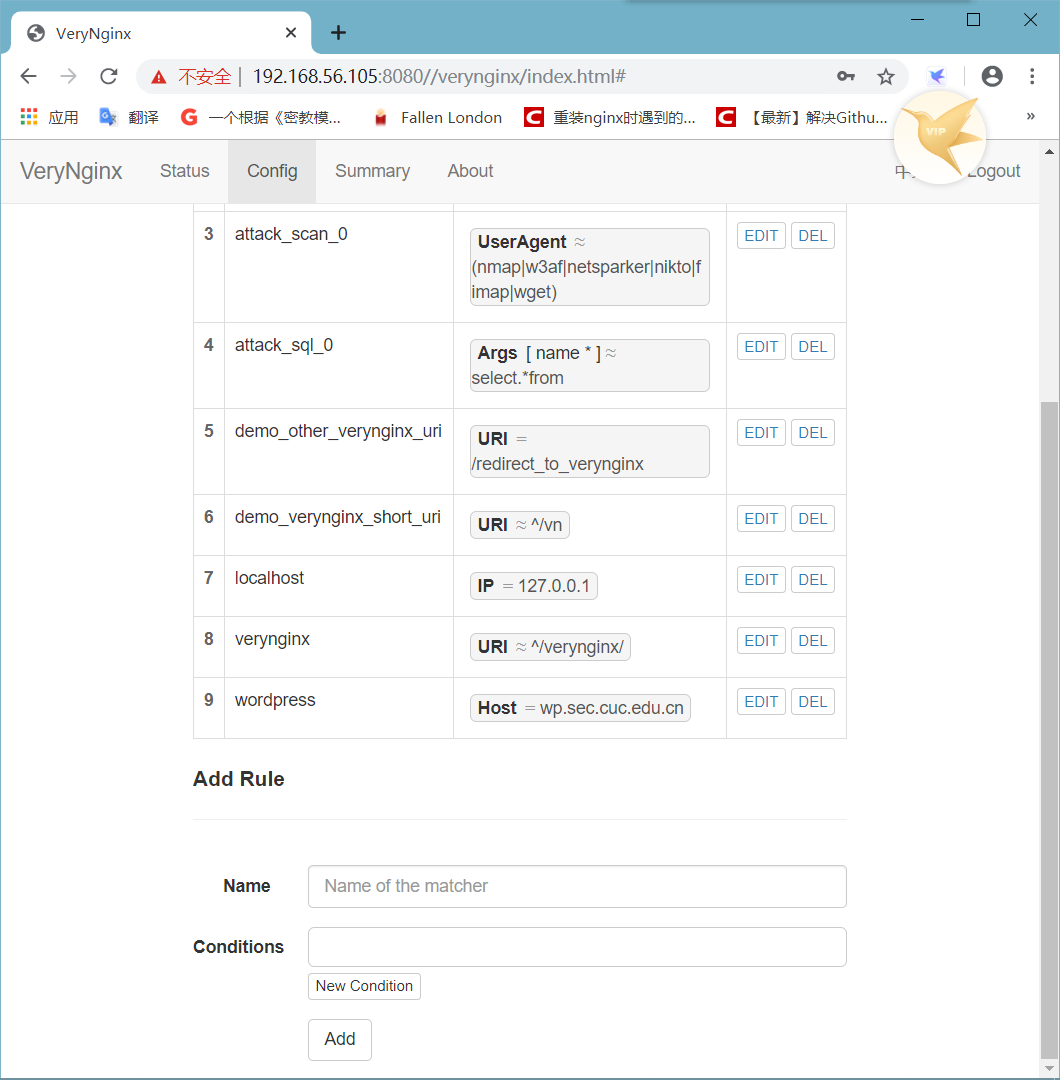 VeryNginx
不安全 192.168.56.105:8080//verynginx/index.html#
应用 翻译 一个根据《密教模... Fallen London 重装nginx时遇到的... 【最新】解决Githu... »
VIP
VeryNginx Status Config Summary About Logout
3 attack_scan_0 UserAgent ≈ EDIT DEL
(nmap|w3af|netsparker|nikto|f
imap|wget)
4 attack_sql_0 Args [ name * ] ≈ EDIT DEL
select.*from
5 demo_other_verynginx_uri URI = EDIT DEL
/redirect_to_verynginx
6 demo_verynginx_short_uri URI ≈ ^/vn EDIT DEL
7 localhost IP = 127.0.0.1 EDIT DEL
8 verynginx URI ≈ ^/verynginx/ EDIT DEL
9 wordpress Host = wp.sec.cuc.edu.cn EDIT DEL
Add Rule
Name Name of the matcher
Conditions
New Condition
Add